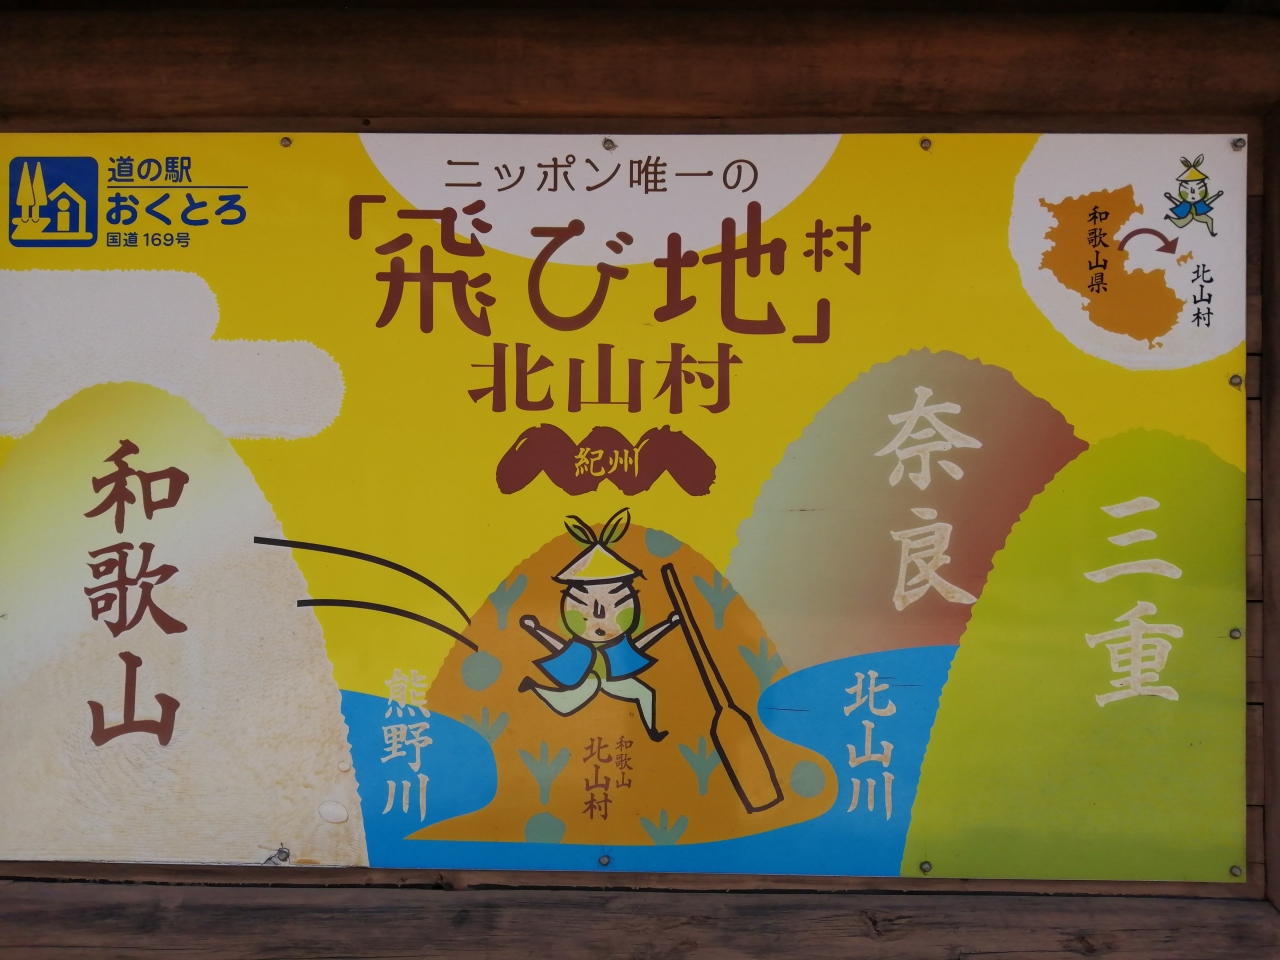 道の駅
おくとろ
国道169号
ニッポン唯一の
「飛び地村」
北山村
紀州
和歌山県
北山村
和歌山
奈良
三重
熊野川
和歌山
北山村
北山川